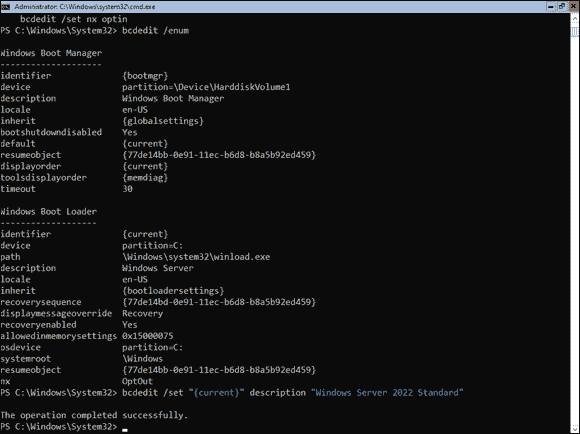 Administrator: C:\Windows\system32\cmd.exe
bcdedit /set nx optin
PS C:\Windows\System32> bcdedit /enum
Windows Boot Manager
--------------------
identifier {bootmgr}
device partition=\Device\HarddiskVolume1
description Windows Boot Manager
locale en-US
inherit {globalsettings}
bootshutdowndisabled Yes
default {current}
resumeobject {77de14bb-0e91-11ec-b6d8-b8a5b92ed459}
displayorder {current}
toolsdisplayorder {memdiag}
timeout 30
Windows Boot Loader
-------------------
identifier {current}
device partition=C:
path \Windows\system32\winload.exe
description Windows Server
locale en-US
inherit {bootloadersettings}
recoverysequence {77de14bd-0e91-11ec-b6d8-b8a5b92ed459}
displaymessageoverride Recovery
recoveryenabled Yes
allowedinmemorysettings 0x15000075
osdevice partition=C:
systemroot \Windows
resumeobject {77de14bb-0e91-11ec-b6d8-b8a5b92ed459}
nx OptOut
PS C:\Windows\System32> bcdedit /set "{current}" description "Windows Server 2022 Standard"
The operation completed successfully.
PS C:\Windows\System32>